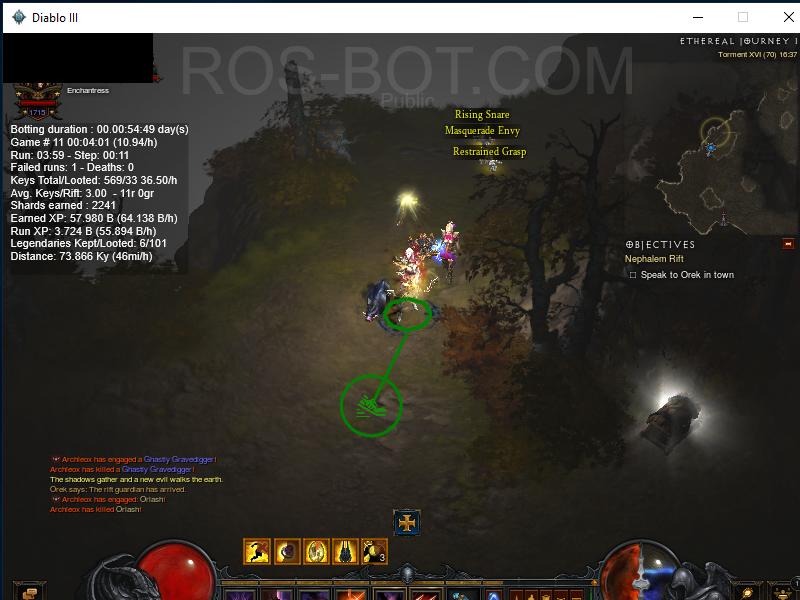 Diablo III
ROS-BOT.COM
Public
ETHEREAL JOURNEY I
Torment XVI (70) 16:37
Enchantress
1715
Botting duration : 00.00:54:49 day(s)
Game # 11 00:04:01 (10.94/h)
Run: 03:59 - Step: 00:11
Failed runs: 1 - Deaths: 0
Keys Total/Looted: 569/33 36.50/h
Avg. Keys/Rift: 3.00 - 11r 0gr
Shards earned : 2241
Earned XP: 57.980 B (64.138 B/h)
Run XP: 3.724 B (55.894 B/h)
Legendaries Kept/Looted: 6/101
Distance: 73.866 Ky (46mi/h)
Rising Snare
Masquerade Envy
Restrained Grasp
OBJECTIVES
Nephalem Rift
Speak to Orek in town
Archleox has engaged a Ghastly Gravedigger!
Archleox has killed a Ghastly Gravedigger!
The shadows gather and a new evil walks the earth.
Orek says: The rift guardian has arrived.
Archleox has engaged: Orlash!
Archleox has killed Orlash!
3
1